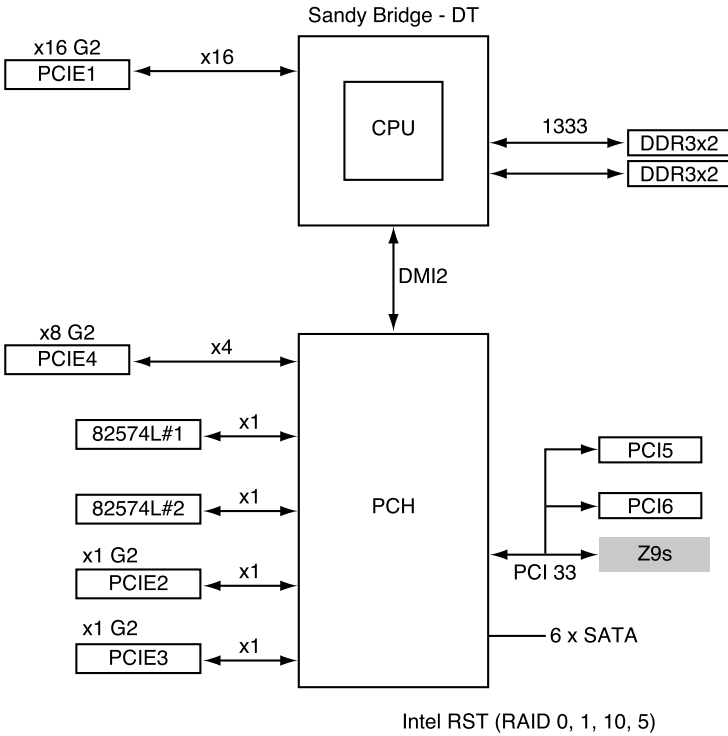 Sandy Bridge - DT
x16 G2
PCIE1
x16
CPU
1333
DDR3x2
DDR3x2
DMI2
x8 G2
PCIE4
x4
82574L#1
x1
PCI5
82574L#2
x1
PCH
PCI6
x1 G2
PCIE2
x1
PCI 33
Z9s
x1 G2
PCIE3
x1
6 x SATA
Intel RST (RAID 0, 1, 10, 5)